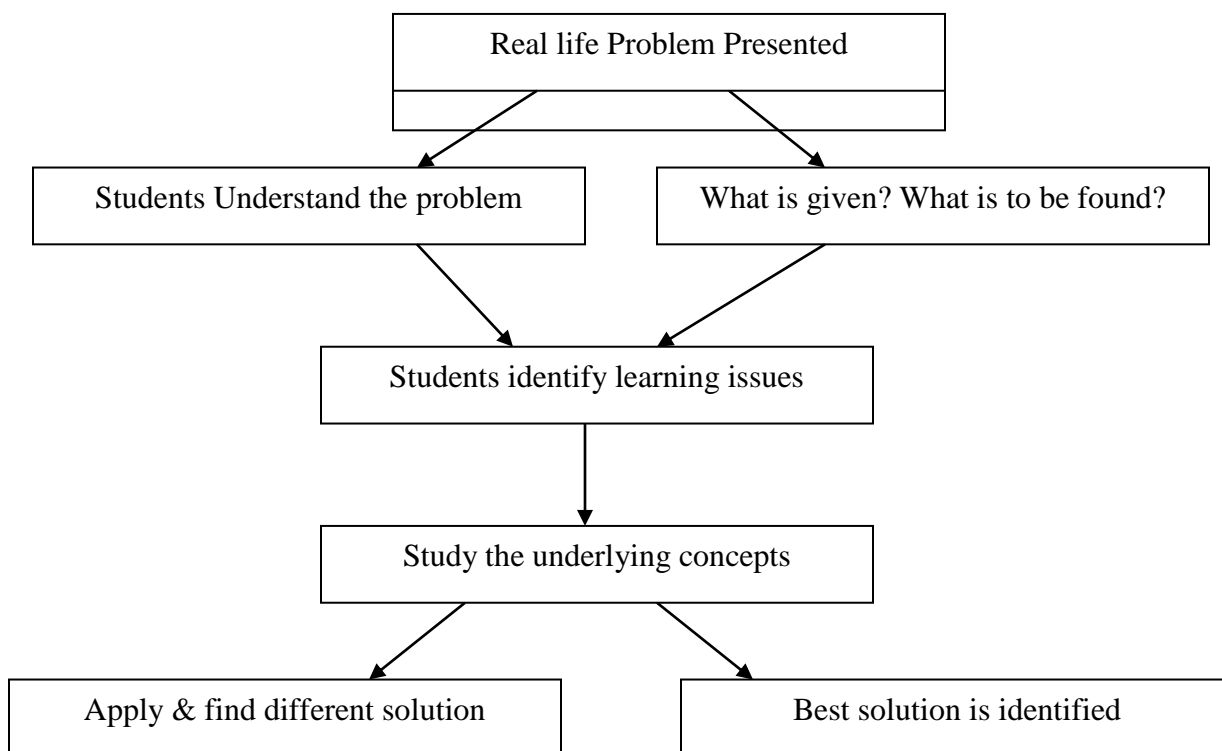 Real life Problem Presented
Students Understand the problem
What is given? What is to be found?
Students identify learning issues
Study the underlying concepts
Apply & find different solution
Best solution is identified